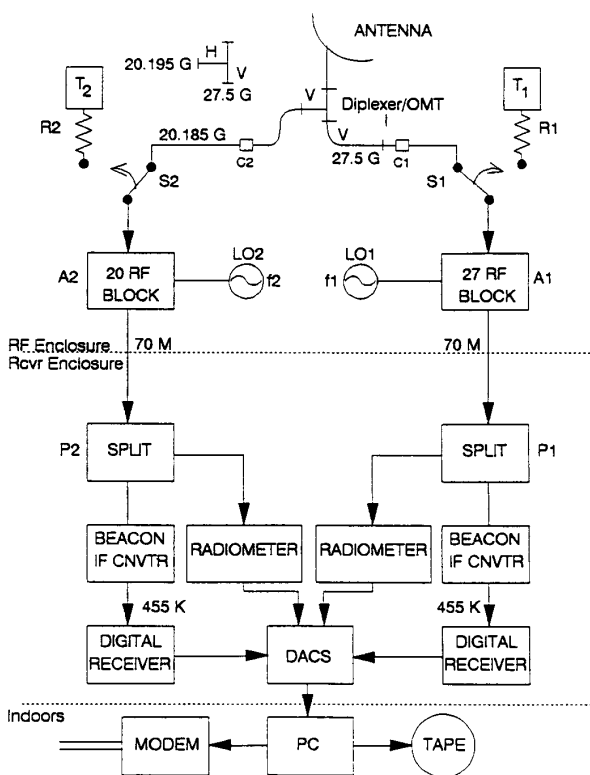 ANTENNA
H
20.195 G
V
27.5 G
T2
T1
R2
R1
V
Diplexer/OMT
20.185 G
V
27.5 G
C2
C1
S2
S1
LO2
LO1
A2
20 RF
BLOCK
f2
f1
27 RF
BLOCK
A1
RF Enclosure
70 M
70 M
Rcvr Enclosure
P2
SPLIT
SPLIT
P1
BEACON
IF CNVTR
RADIOMETER
RADIOMETER
BEACON
IF CNVTR
455 K
455 K
DIGITAL
RECEIVER
DACS
DIGITAL
RECEIVER
Indoors
MODEM
PC
TAPE